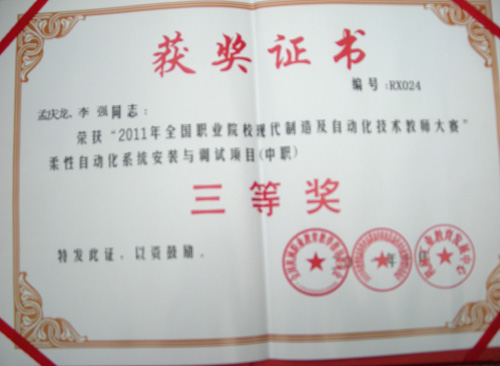 获奖证书
编号:RX024
孟庆龙、李 强同志:
荣获“2011年全国职业院校现代制造及自动化技术教师大赛”
柔性自动化系统安装与调试项目(中职)
三等奖
特发此证,以资鼓励。